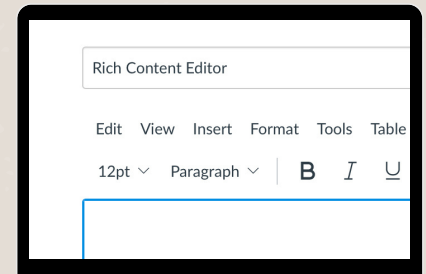 Rich Content Editor
Edit View Insert Format Tools Table
12pt Paragraph B I U